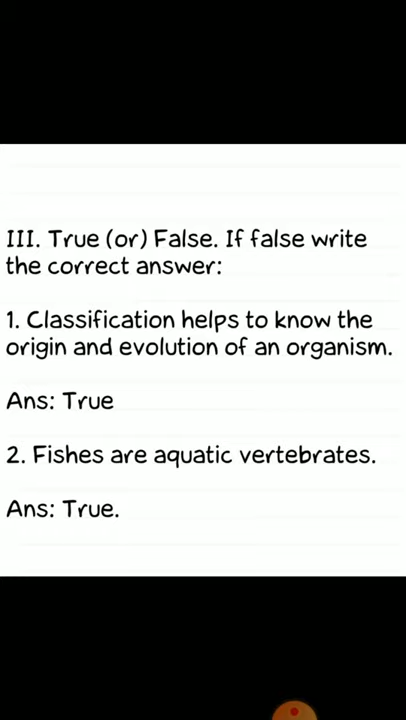 III. True (or) False. If false write
the correct answer:
1. Classification helps to know the
origin and evolution of an organism.
Ans: True
2. Fishes are aquatic vertebrates.
Ans: True.